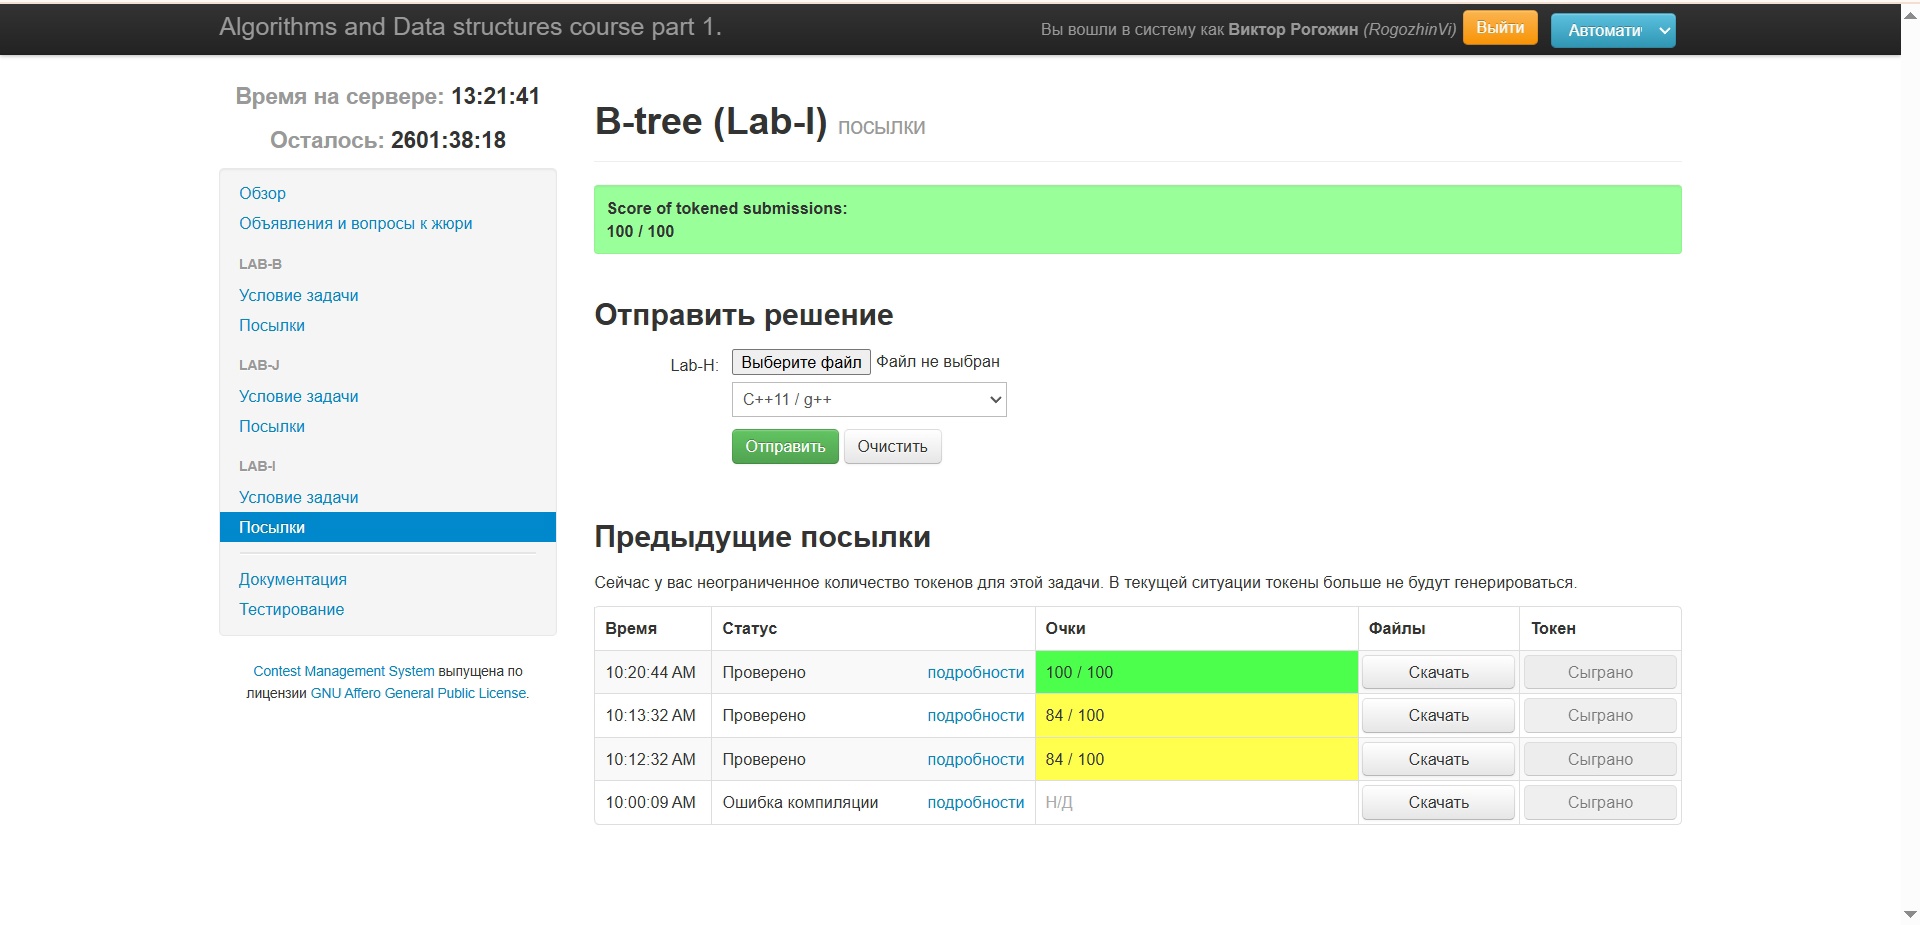 Algorithms and Data structures course part 1.
Вы вошли в систему как Виктор Рогожин (RogozhinVi) Выйти Автомати
Время на сервере: 13:21:41
Осталось: 2601:38:18
Обзор
Объявления и вопросы к жюри
LAB-B
Условие задачи
Посылки
LAB-J
Условие задачи
Посылки
LAB-I
Условие задачи
Посылки
Документация
Тестирование
Contest Management System выпущена по
лицензии GNU Affero General Public License.
B-tree (Lab-I) посылки
Score of tokened submissions:
100 / 100
Отправить решение
Lab-H: Выберите файл Файл не выбран
C++11 / g++
Отправить Очистить
Предыдущие посылки
Сейчас у вас неограниченное количество токенов для этой задачи. В текущей ситуации токены больше не будут генерироваться.
Время Статус Очки Файлы Токен
10:20:44 AM Проверено подробности 100 / 100 Скачать Сыграно
10:13:32 AM Проверено подробности 84 / 100 Скачать Сыграно
10:12:32 AM Проверено подробности 84 / 100 Скачать Сыграно
10:00:09 AM Ошибка компиляции подробности Н/Д Скачать Сыграно